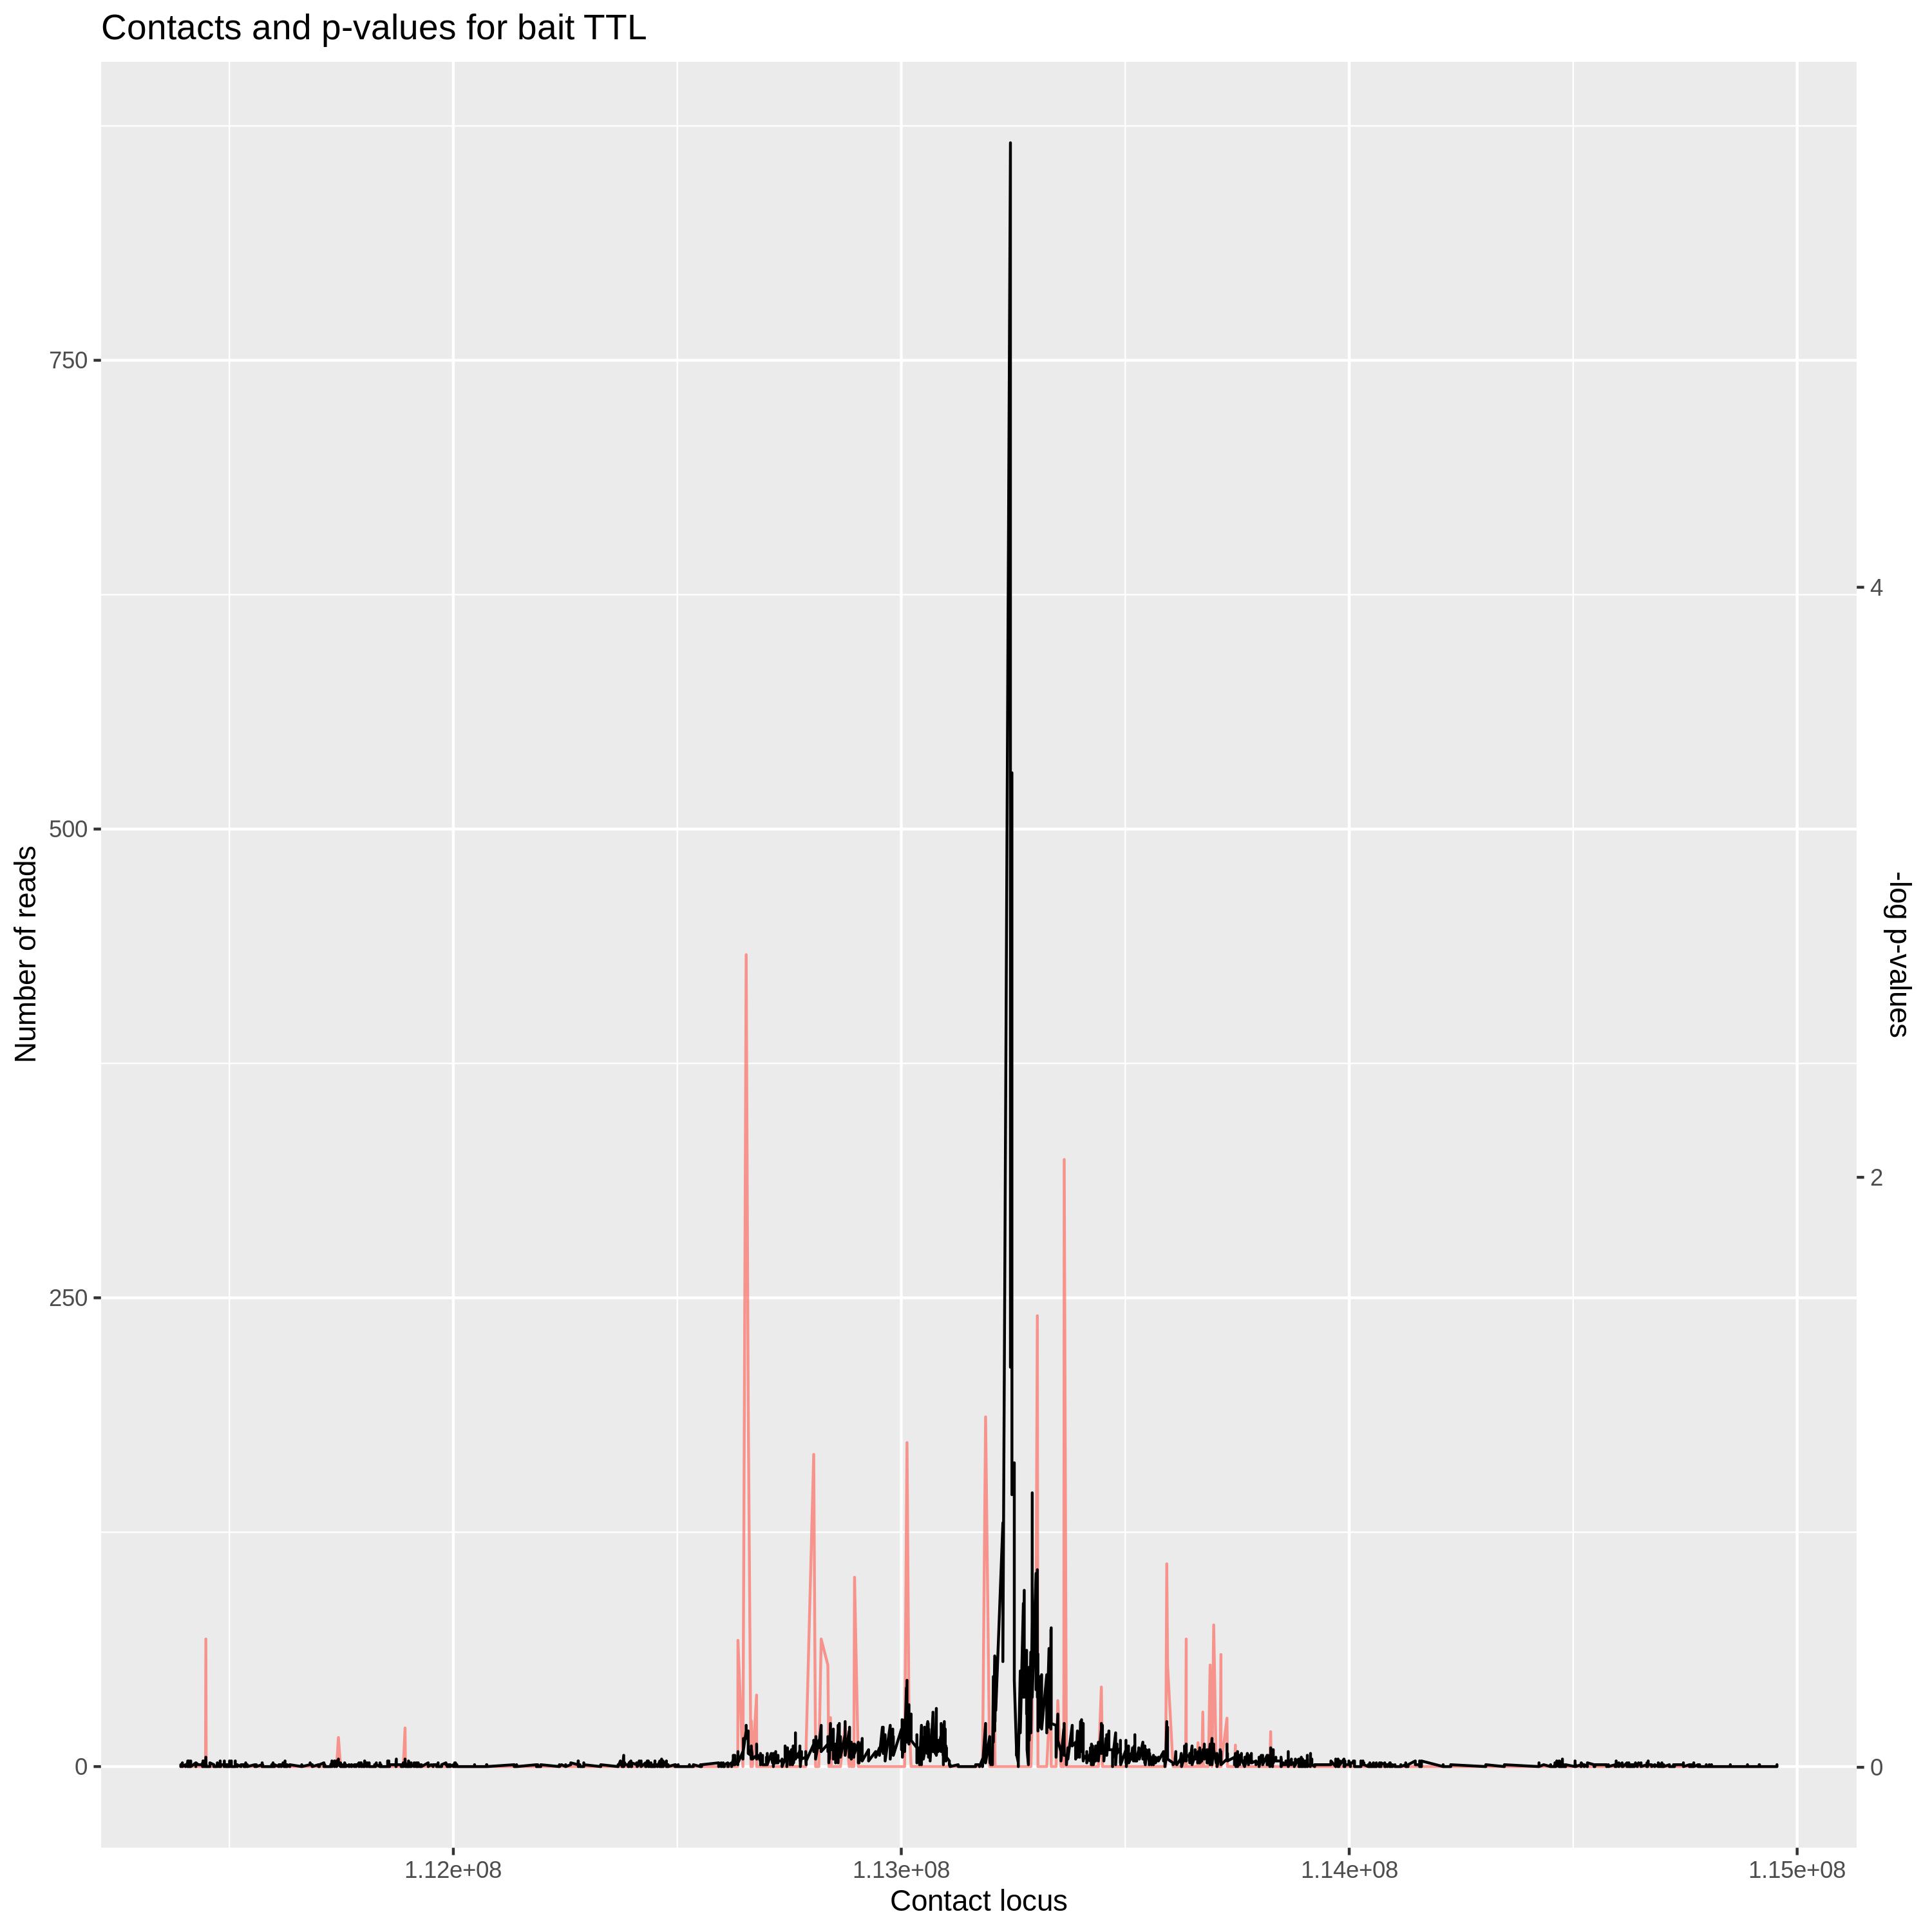 Contacts and p-values for bait TTL
750
500
250
0
Number of reads
4
2
0
-log p-values
1.12e+08
1.13e+08
1.14e+08
1.15e+08
Contact locus